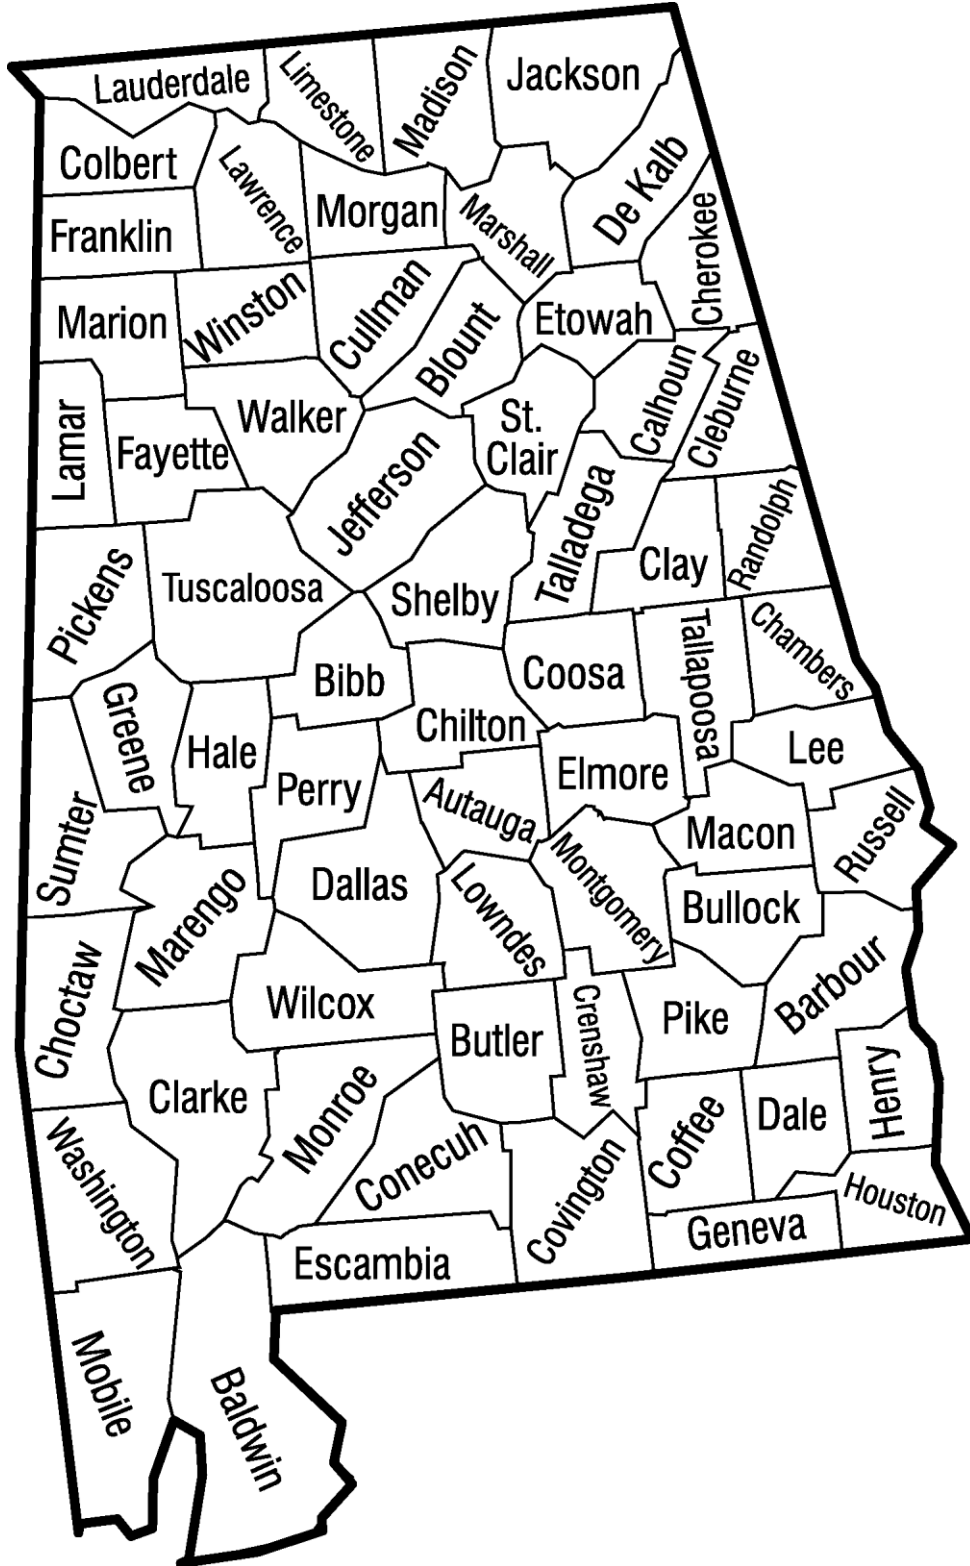 Lauderdale
Limestone
Madison
Jackson
Colbert
Lawrence
Morgan
Marshall
De Kalb
Franklin
Cherokee
Marion
Winston
Cullman
Blount
Etowah
Lamar
Fayette
Walker
Jefferson
St.
Clair
Calhoun
Cleburne
Talladega
Pickens
Tuscaloosa
Shelby
Clay
Randolph
Greene
Hale
Bibb
Chilton
Coosa
Tallapoosa
Chambers
Sumter
Perry
Autauga
Elmore
Lee
Macon
Russell
Marengo
Dallas
Lowndes
Montgomery
Bullock
Choctaw
Wilcox
Butler
Crenshaw
Pike
Barbour
Clarke
Monroe
Conecuh
Covington
Coffee
Dale
Henry
Washington
Escambia
Geneva
Houston
Mobile
Baldwin